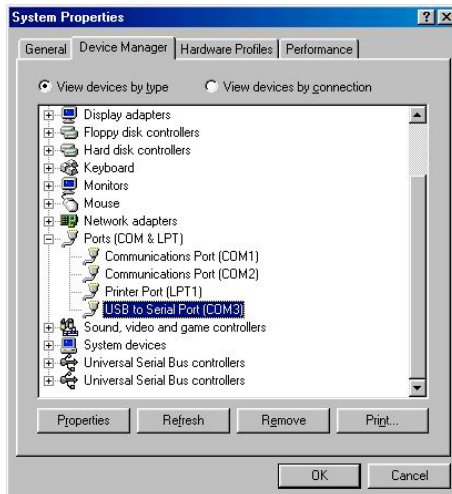 System Properties
General
Device Manager
Hardware Profiles
Performance
View devices by type
View devices by connection
Display adapters
Floppy disk controllers
Hard disk controllers
Keyboard
Monitors
Mouse
Network adapters
Ports (COM & LPT)
Communications Port (COM1)
Communications Port (COM2)
Printer Port (LPT1)
USB to Serial Port (COM3)
Sound, video and game controllers
System devices
Universal Serial Bus controllers
Universal Serial Bus controllers
Properties
Refresh
Remove
Print...
OK
Cancel